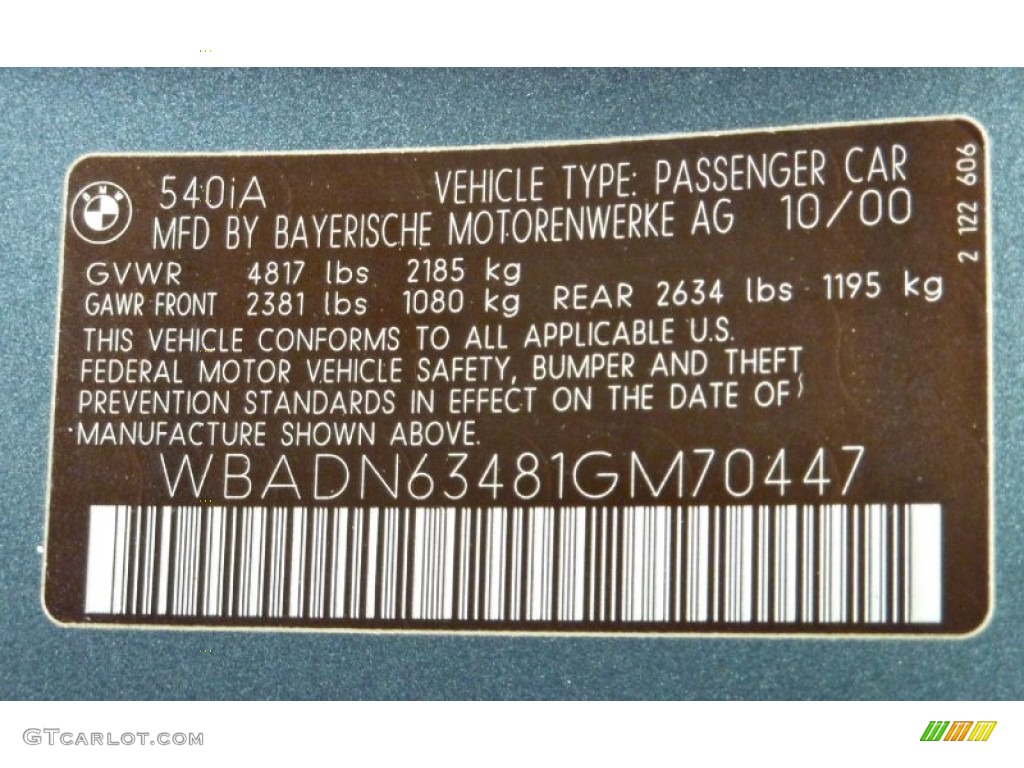 BMW
540iA VEHICLE TYPE: PASSENGER CAR
MFD BY BAYERISCHE MOTORENWERKE AG 10/00
2 122 606
GVWR 4817 lbs 2185 kg
GAWR FRONT 2381 lbs 1080 kg REAR 2634 lbs 1195 kg
THIS VEHICLE CONFORMS TO ALL APPLICABLE U.S.
FEDERAL MOTOR VEHICLE SAFETY, BUMPER AND THEFT
PREVENTION STANDARDS IN EFFECT ON THE DATE OF
MANUFACTURE SHOWN ABOVE.
WBADN63481GM70447
GTCARLOT.COM